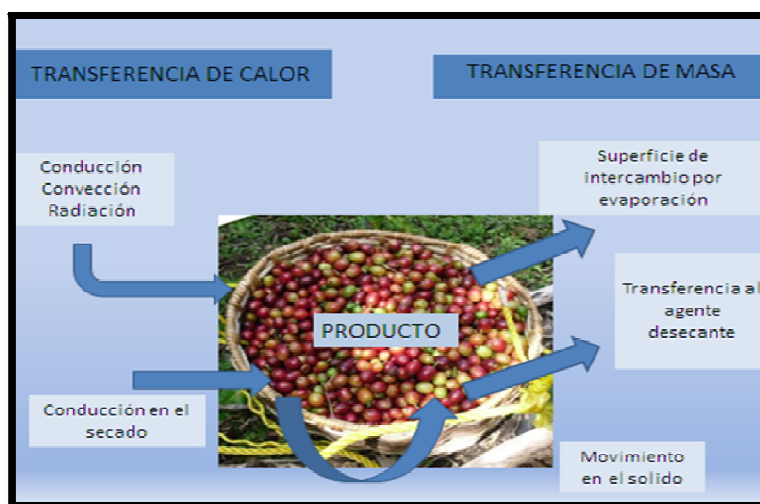 TRANSFERENCIA DE CALOR
TRANSFERENCIA DE MASA
Conducción
Convección
Radiación
Superficie de
intercambio por
evaporación
Transferencia al
agente
desecante
PRODUCTO
Conducción en el
secado
Movimiento
en el solido